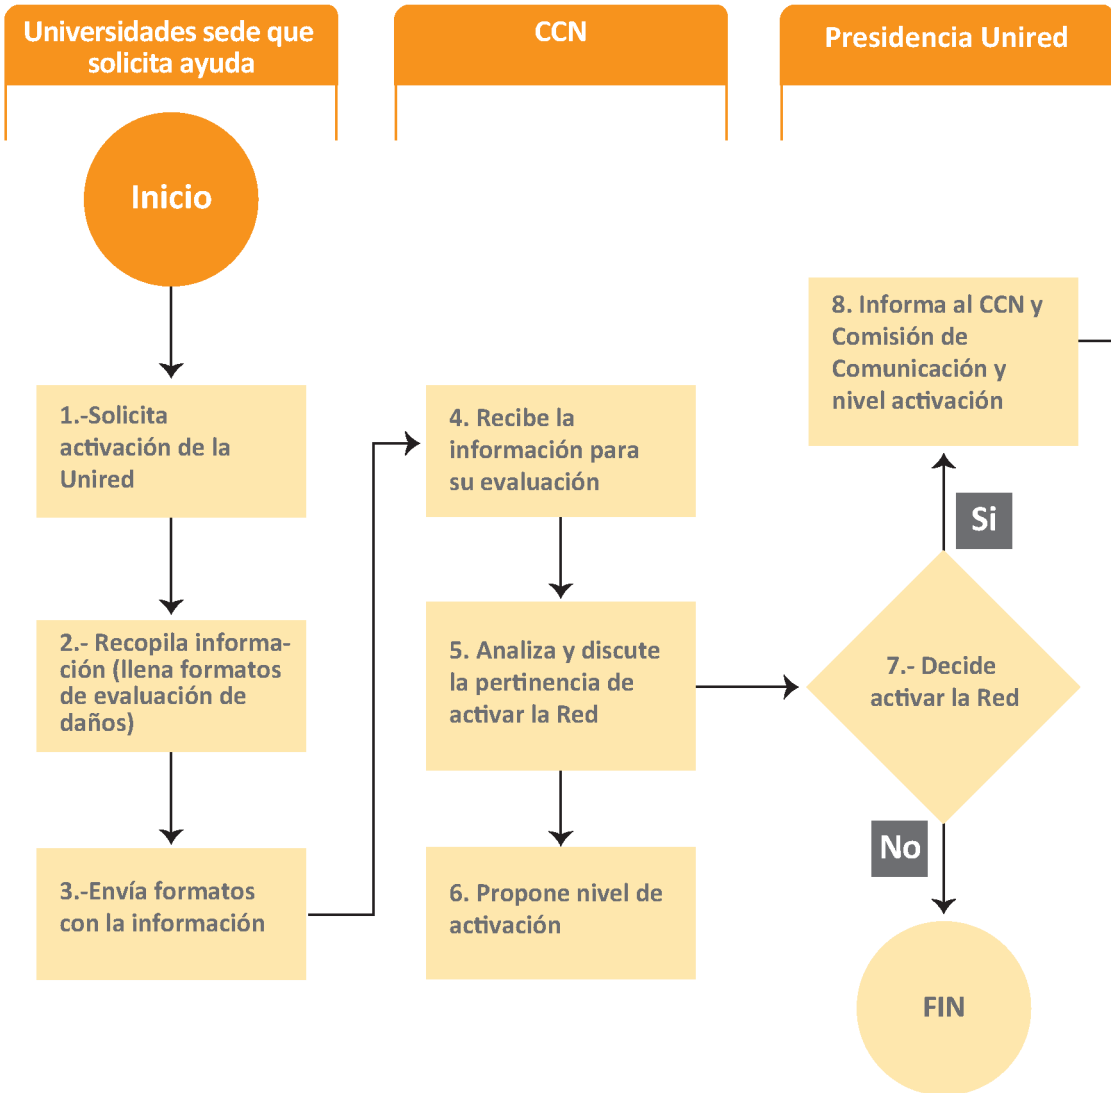 Universidades sede que
solicita ayuda
CCN
Presidencia Unired
Inicio
1.-Solicita
activación de la
Unired
2.- Recopila informa-
ción (llena formatos
de evaluación de
daños)
3.-Envía formatos
con la información
4. Recibe la
información para
su evaluación
5. Analiza y discute
la pertinencia de
activar la Red
6. Propone nivel de
activación
7.- Decide
activar la Red
Si
8. Informa al CCN y
Comisión de
Comunicación y
nivel activación
No
FIN